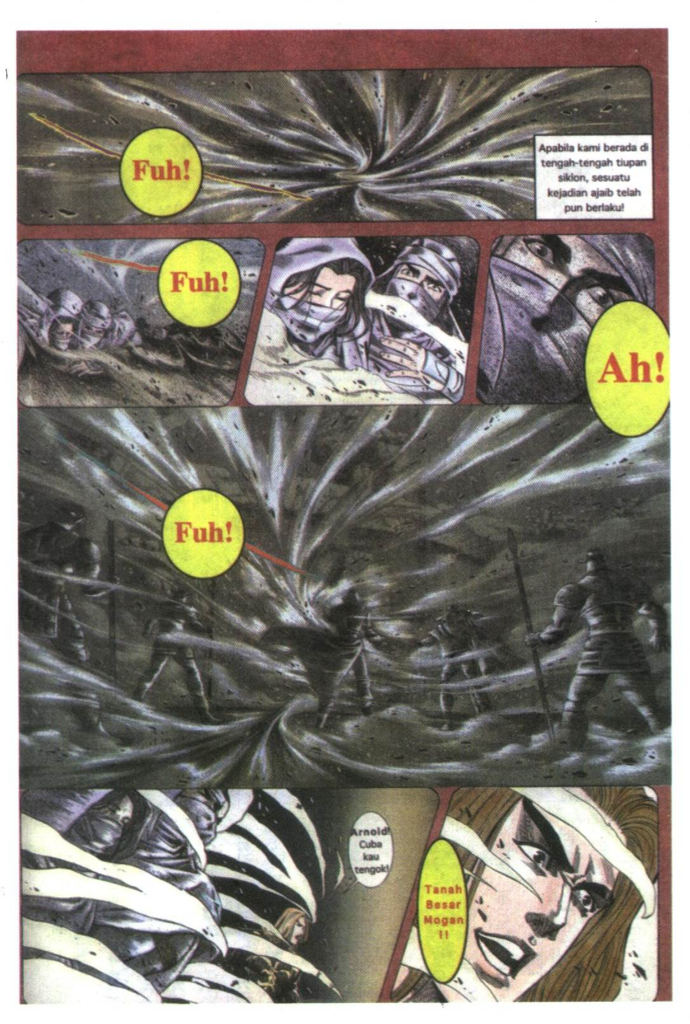 Fuh!
Apabila kami berada di
tengah-tengah tiupan
siklon, sesuatu
kejadian ajaib telah
pun berlaku!
Fuh!
Ah!
Fuh!
Arnold!
Cuba
kau
tengok!
Tanah
Besar
Mogan
!!